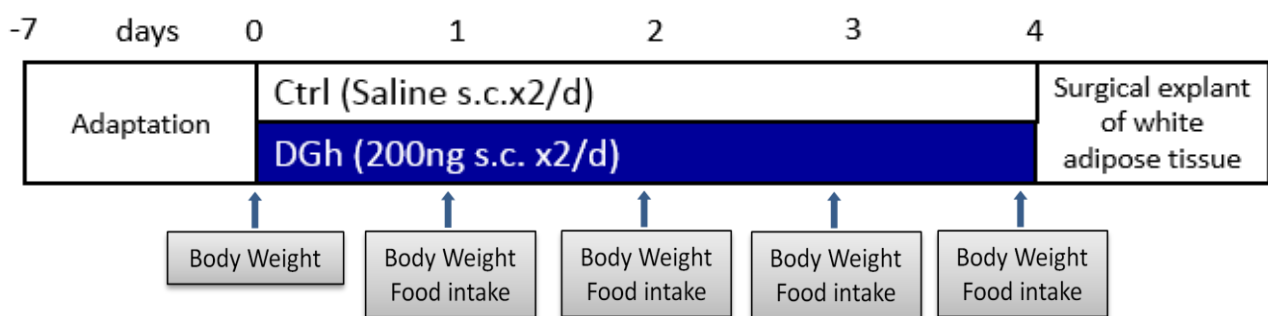 -7 days 0 1 2 3 4
Adaptation
Ctrl (Saline s.c.x2/d)
DGh (200ng s.c. x2/d)
Surgical explant
of white
adipose tissue
Body Weight
Body Weight
Food intake
Body Weight
Food intake
Body Weight
Food intake
Body Weight
Food intake